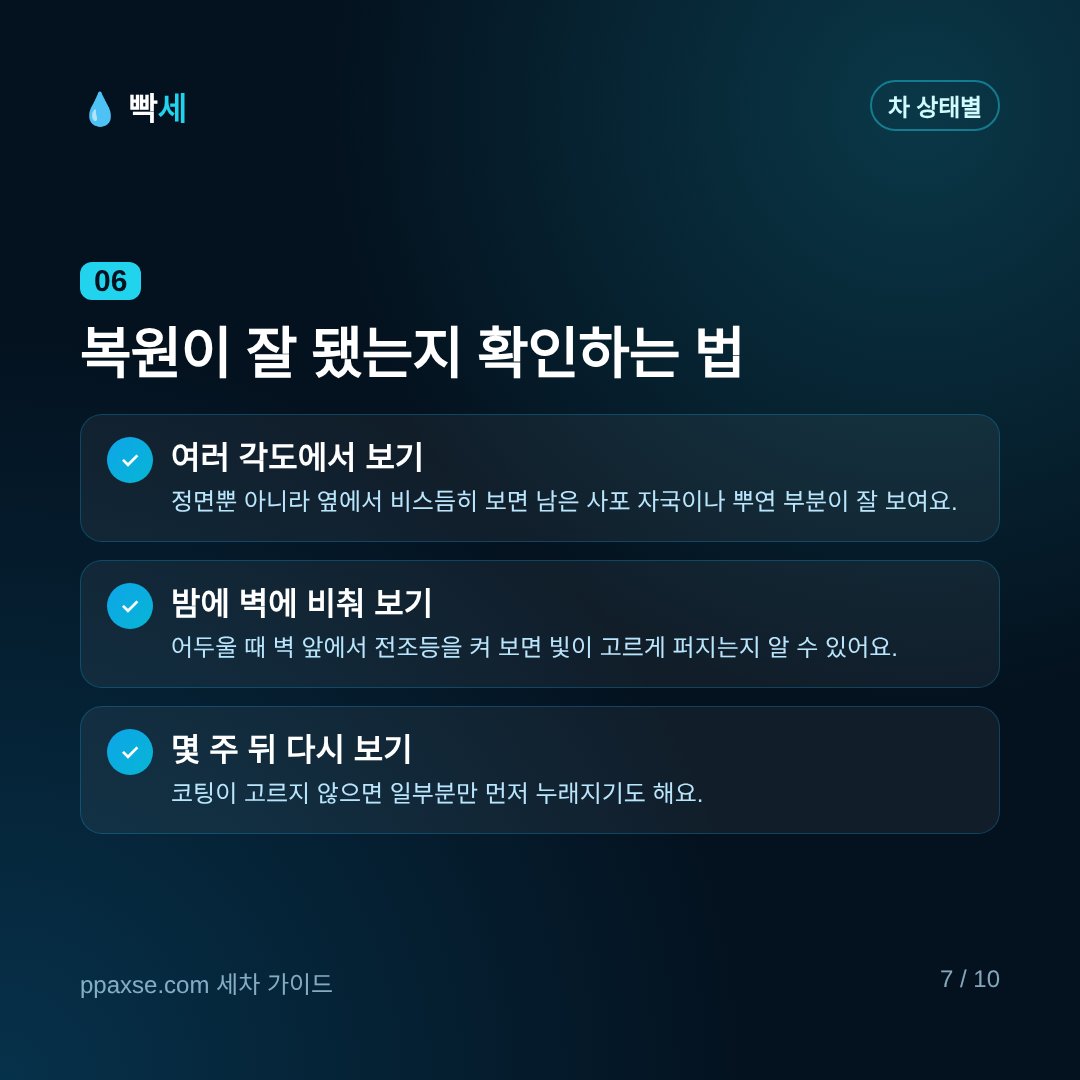 빡세
차 상태별
06
복원이 잘 됐는지 확인하는 법
여러 각도에서 보기
정면뿐 아니라 옆에서 비스듬히 보면 남은 사포 자국이나 뿌연 부분이 잘 보여요.
밤에 벽에 비춰 보기
어두울 때 벽 앞에서 전조등을 켜 보면 빛이 고르게 퍼지는지 알 수 있어요.
몇 주 뒤 다시 보기
코팅이 고르지 않으면 일부분만 먼저 누래지기도 해요.
ppaxse.com 세차 가이드
7 / 10